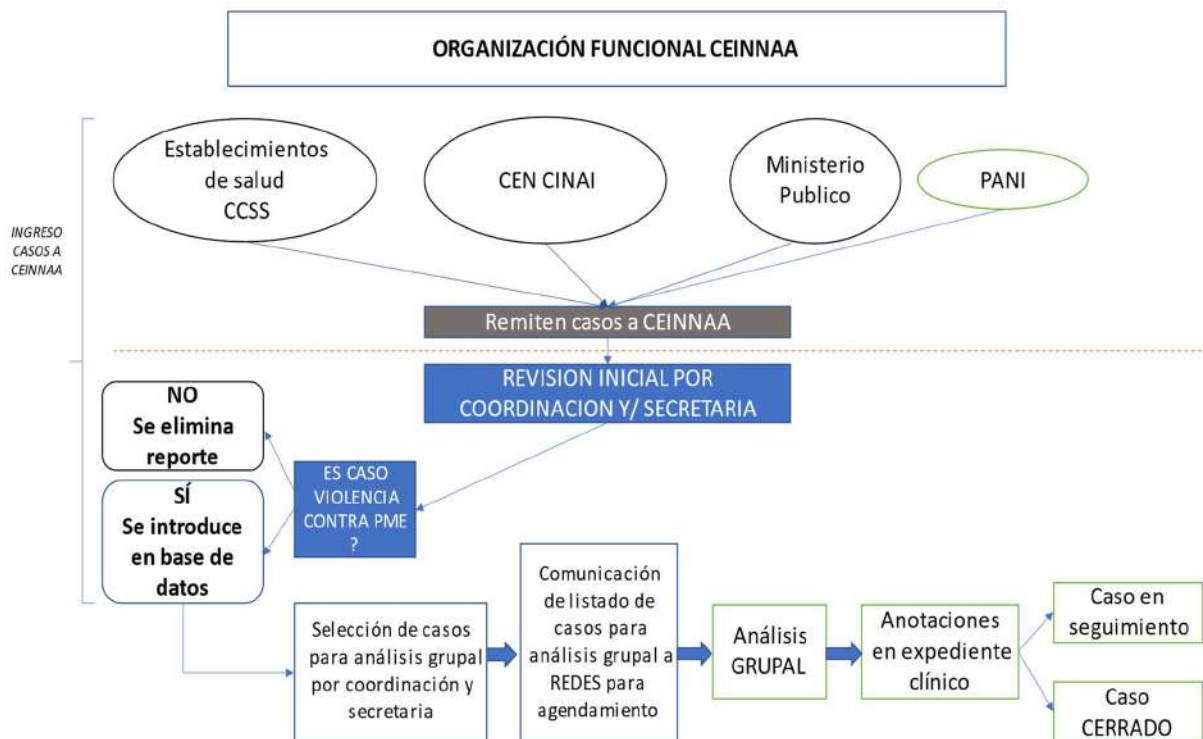 ORGANIZACIÓN FUNCIONAL CEINNAA
Establecimientos
de salud
CCSS
CEN CINAI
Ministerio
Publico
PANI
INGRESO
CASOS A
CEINNAA
Remiten casos a CEINNAA
REVISION INICIAL POR
COORDINACION Y/ SECRETARIA
NO
Se elimina
reporte
SÍ
Se introduce
en base de
datos
ES CASO
VIOLENCIA
CONTRA PME
?
Selección de casos
para análisis grupal
por coordinación y
secretaria
Comunicación
de listado de
casos para
análisis grupal a
REDES para
agendamiento
Análisis
GRUPAL
Anotaciones
en expediente
clínico
Caso en
seguimiento
Caso
CERRADO